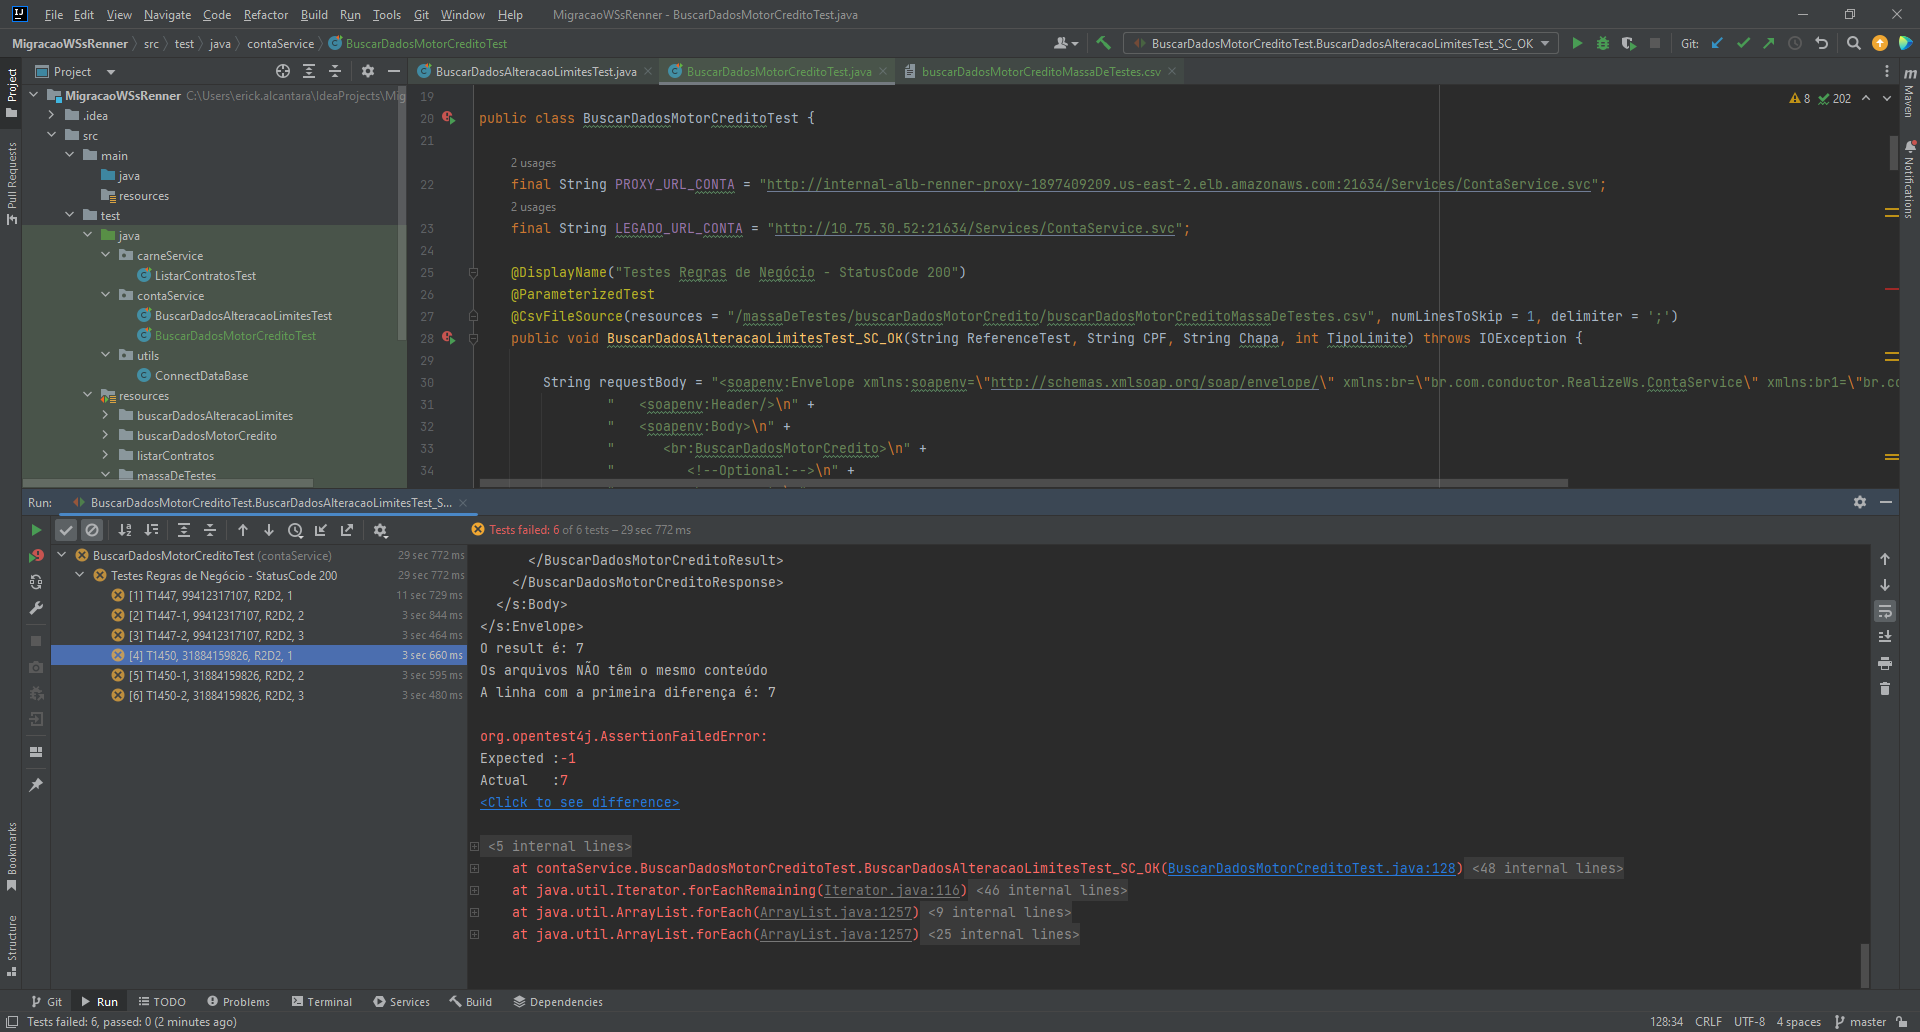 File Edit View Navigate Code Refactor Build Run Tools Git Window Help MigracaoWSsRenner - BuscarDadosMotorCreditoTest.java
MigracaoWSsRenner src test java contaService BuscarDadosMotorCreditoTest
BuscarDadosMotorCreditoTest.BuscarDadosAlteracaoLimitesTest_SC_OK Git:
Project
BuscarDadosAlteracaoLimitesTest.java BuscarDadosMotorCreditoTest.java buscarDadosMotorCreditoMassaDeTestes.csv
Project
Pull Requests
Bookmarks
Structure
Maven
Notifications
MigracaoWSsRenner C:\Users\erick.alcantara\IdeaProjects\Mig
.idea
src
main
java
resources
test
java
carneService
ListarContratosTest
contaService
BuscarDadosAlteracaoLimitesTest
BuscarDadosMotorCreditoTest
utils
ConnectDataBase
resources
buscarDadosAlteracaoLimites
buscarDadosMotorCredito
listarContratos
massaDeTestes
8 202
19
20 public class BuscarDadosMotorCreditoTest {
21
2 usages
22 final String PROXY_URL_CONTA = "http://internal-alb-renner-proxy-1897409209.us-east-2.elb.amazonaws.com:21634/Services/ContaService.svc";
2 usages
23 final String LEGADO_URL_CONTA = "http://10.75.30.52:21634/Services/ContaService.svc";
24
25 @DisplayName("Testes Regras de Negócio - StatusCode 200")
26 @ParameterizedTest
27 @CsvFileSource(resources = "/massaDeTestes/buscarDadosMotorCredito/buscarDadosMotorCreditoMassaDeTestes.csv", numLinesToSkip = 1, delimiter = ';')
28 public void BuscarDadosAlteracaoLimitesTest_SC_OK(String ReferenceTest, String CPF, String Chapa, int TipoLimite) throws IOException {
29
30 String requestBody = "<soapenv:Envelope xmlns:soapenv=\"http://schemas.xmlsoap.org/soap/envelope/\" xmlns:br=\"br.com.conductor.RealizeWs.ContaService\" xmlns:br1=\"br.co
31 "   <soapenv:Header/>\n" +
32 "   <soapenv:Body>\n" +
33 "      <br:BuscarDadosMotorCredito>\n" +
34 "         <!--Optional:-->\n" +
Run: BuscarDadosMotorCreditoTest.BuscarDadosAlteracaoLimitesTest_S...
Tests failed: 6 of 6 tests – 29 sec 772 ms
BuscarDadosMotorCreditoTest (contaService) 29 sec 772 ms
Testes Regras de Negócio - StatusCode 200 29 sec 772 ms
[1] T1447, 99412317107, R2D2, 1 11 sec 729 ms
[2] T1447-1, 99412317107, R2D2, 2 3 sec 844 ms
[3] T1447-2, 99412317107, R2D2, 3 3 sec 464 ms
[4] T1450, 31884159826, R2D2, 1 3 sec 660 ms
[5] T1450-1, 31884159826, R2D2, 2 3 sec 595 ms
[6] T1450-2, 31884159826, R2D2, 3 3 sec 480 ms
</BuscarDadosMotorCreditoResult>
</BuscarDadosMotorCreditoResponse>
</s:Body>
</s:Envelope>
O result é: 7
Os arquivos NÃO têm o mesmo conteúdo
A linha com a primeira diferença é: 7
org.opentest4j.AssertionFailedError:
Expected :-1
Actual   :7
<Click to see difference>
<5 internal lines>
at contaService.BuscarDadosMotorCreditoTest.BuscarDadosAlteracaoLimitesTest_SC_OK(BuscarDadosMotorCreditoTest.java:128) <48 internal lines>
at java.util.Iterator.forEachRemaining(Iterator.java:116) <46 internal lines>
at java.util.ArrayList.forEach(ArrayList.java:1257) <9 internal lines>
at java.util.ArrayList.forEach(ArrayList.java:1257) <25 internal lines>
Git Run TODO Problems Terminal Services Build Dependencies
Tests failed: 6, passed: 0 (2 minutes ago) 128:34 CRLF UTF-8 4 spaces master